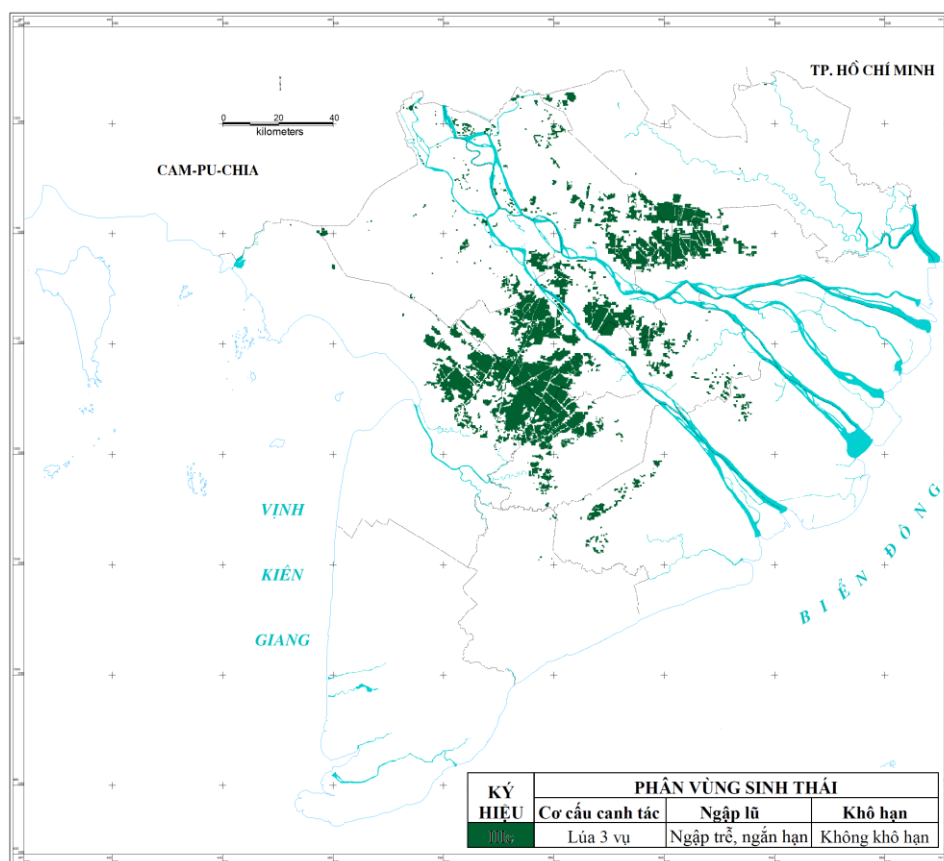 TP. HỒ CHÍ MINH
0 20 40
kilometers
CAM-PU-CHIA
VỊNH
KIÊN
GIANG
BIỂN ĐÔNG
KÝ HIỆU
PHÂN VÙNG SINH THÁI
Cơ cấu canh tác
Ngập lũ
Khô hạn
Lúa 3 vụ
Ngập trễ, ngắn hạn
Không khô hạn